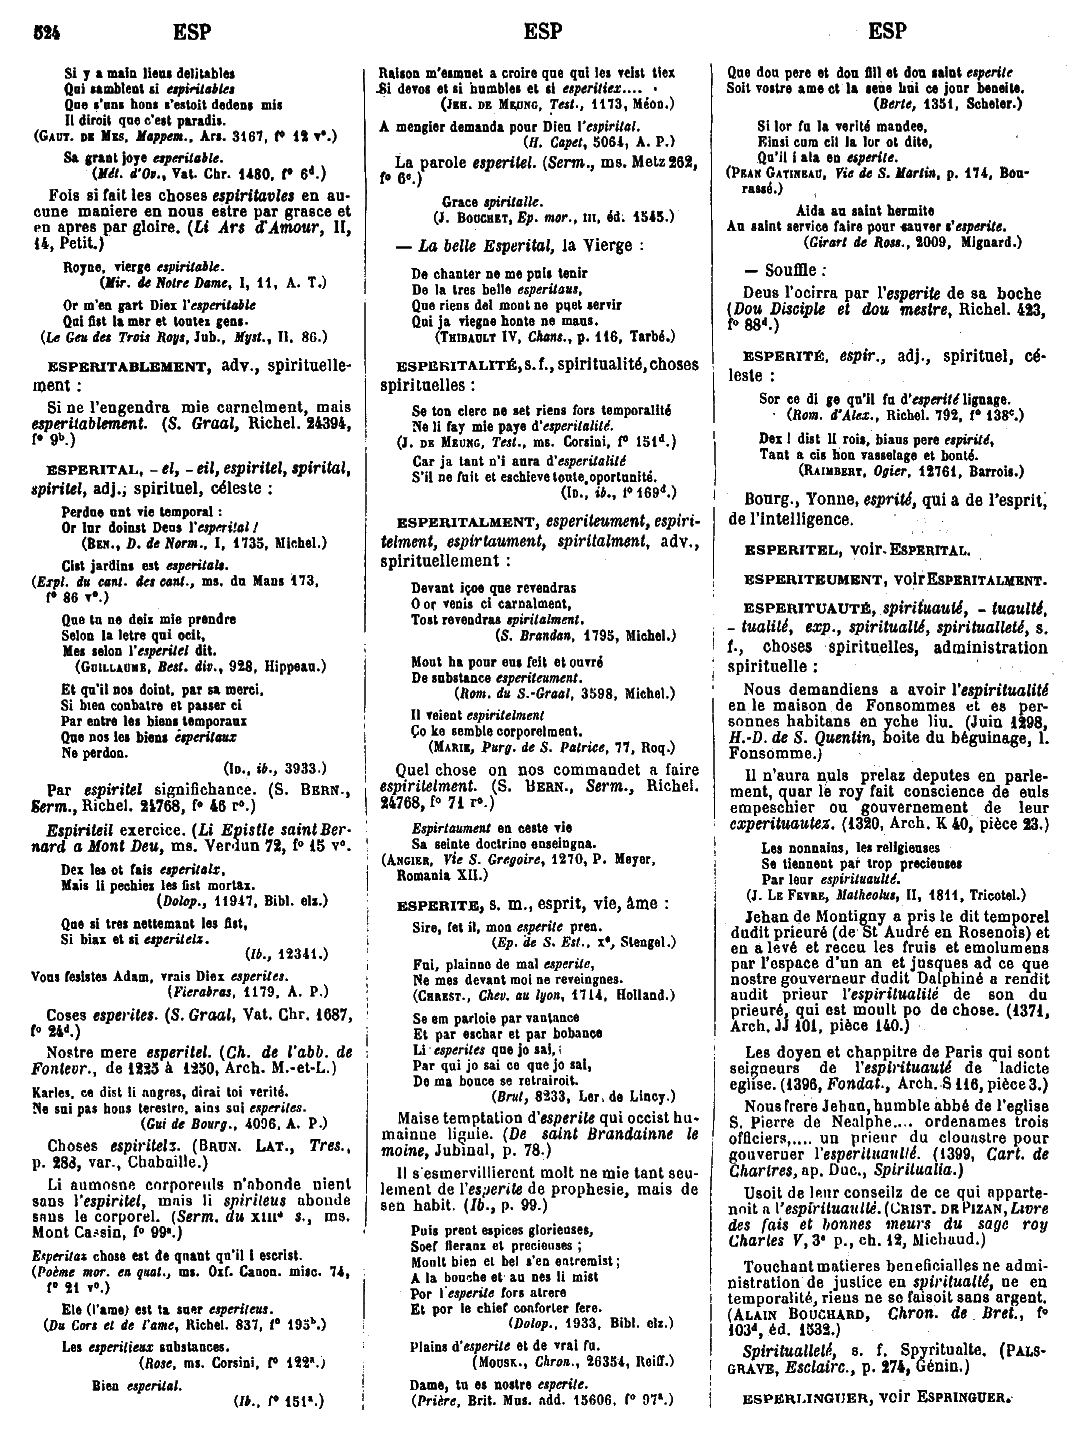 524 ESP ESP ESP
Si y a main lieus delitables
Qui samblent si espiritables
Que s'uns hons s'estoit dedens mis
Il diroit que c'est paradis.
(GAUT. DE MES, Mappem., Ars. 3167, f° 12 v°.)
Sa grant joye esperitable.
(Mét. d'Ov., Vat. Chr. 1480, f° 6d.)
Fois si fait les choses espiritavles en au-
cune maniere en nous estre par grasce et
en apres par gloire. (Li Ars d'Amour, II,
14, Petit.)
Royne, vierge espiritable.
(Mir. de Notre Dame, I, 11, A. T.)
Or m'en gart Diex l'esperitable
Qui fist la mer et toutez gens.
(Le Geu des Trois Roys, Jub., Myst., II, 86.)
ESPERITABLEMENT, adv., spirituelle-
ment :
Si ne l'engendra mie carnelment, mais
esperitablement. (S. Graal, Richel. 24394,
f° 9b.)
ESPERITAL, - el, - eil, espiritel, spirital,
spiritel, adj.; spirituel, céleste :
Perdue unt vie temporal :
Or lur doinst Deus l'esperital !
(BEN., D. de Norm., I, 1735, Michel.)
Cist jardins est esperitals.
(Expl. du cant. des cant., ms. du Mans 173,
f° 86 v°.)
Que tu ne deiz mie prendre
Selon la letre qui ocit,
Mes selon l'esperitel dit.
(GUILLAUME, Best. div., 928, Hippeau.)
Et qu'il nos doint, par sa merci,
Si bien conbatre et passer ci
Par entre les biens temporaux
Que nos les biens esperitaux
Ne perdon.
(ID., ib., 3933.)
Par espiritel significhance. (S. BERN.,
Serm., Richel. 24768, f° 46 r°.)
Espiriteil exercice. (Li Epistle saint Ber-
nard a Mont Deu, ms. Verdun 72, f° 15 v°.
Dex les ot fais esperitelx,
Mais li pechiez les fist mortax.
(Dolop., 11947, Bibl. elz.)
Que si tres nettemant les fist,
Si biax et si esperitelz.
(Ib., 12341.)
Vous fesistes Adam, vrais Diex esperites.
(Fierabras, 1179, A. P.)
Coses esperites. (S. Graal, Vat. Chr. 1687,
f° 24d.)
Nostre mere esperitel. (Ch. de l'abb. de
Fontevr., de 1225 à 1250, Arch. M.-et-L.)
Karles, ce dist li angres, dirai toi verité.
Ne sui pas hons terestre, ains sui esperites.
(Gui de Bourg., 4096, A. P.)
Choses espiritelz. (BRUN. LAT., Tres.,
p. 283, var., Chabaille.)
Li aumosne corporeuls n'abonde nient
sans l'espiritel, mais li spiriteus abonde
sans le corporel. (Serm. du XIIIe s., ms.
Mont Cassin, f° 99a.)
Esperitax chose est de quant qu'il i escrist.
(Poème mor. en quat., ms. Oxf. Canon. misc. 74,
f° 21 v°.)
Ele (l'ame) est ta suer esperiteus.
(Du Cors et de l'ame, Richel. 837, f° 195b.)
Les esperitieux substances.
(Rose, ms. Corsini, f° 122a.)
Bien esperital.
(Ib., f° 151a.)
Raison m'esmuet a croire que qui les veist tiex
Si devos et si humbles et si esperitiex....
(JEH. DE MEUNG, Test., 1173, Méon.)
A mengier demanda pour Dieu l'espirital.
(H. Capet, 5064, A. P.)
La parole esperitel. (Serm., ms. Metz 262,
f° 6c.)
Grace spiritalle.
(J. BOUCHET, Ep. mor., III, éd. 1545.)
— La belle Esperital, la Vierge :
De chanter ne me puis tenir
De la tres belle esperitaus,
Que riens del mont ne puet servir
Qui ja viegne honte ne maus.
(THIBAULT IV, Chans., p. 116, Tarbé.)
ESPERITALITÉ, s. f., spiritualité, choses
spirituelles :
Se ton clerc ne set riens fors temporalité
Ne li fay mie paye d'esperitalité.
(J. DE MEUNG, Test., ms. Corsini, f° 151d.)
Car ja tant n'i aura d'esperitalité
S'il ne fuit et eschieve toute oportunité.
(ID., ib., f° 169d.)
ESPERITALMENT, esperiteument, espiri-
telment, espirtaument, spiritalment, adv.,
spirituellement :
Devant içoe que revendras
O or venis ci carnalment,
Tost revendras spiritalment.
(S. Brandan, 1795, Michel.)
Mout ha pour eus feit et ouvré
De substance esperiteument.
(Rom. du S.-Graal, 3598, Michel.)
Il veient espiritelment
Ço ke semble corporelment.
(MARIE, Purg. de S. Patrice, 77, Roq.)
Quel chose on nos commandet a faire
espiritelment. (S. BERN., Serm., Richel.
24768, f° 71 r°.)
Espirtaument en ceste vie
Sa seinte doctrine enseigna.
(ANGIER, Vie S. Gregoire, 1270, P. Meyer,
Romania XII.)
ESPERITE, s. m., esprit, vie, âme :
Sire, fet il, mon esperite pren.
(Ep. de S. Est., xe, Stengel.)
Fui, plainne de mal esperite,
Ne mes devant moi ne reveingnes.
(CHREST., Chev. au lyon, 1714, Holland.)
Se em parloie par vantance
Et par eschar et par bobance
Li esperites que jo sai,
Par qui jo sai ce que jo sai,
De ma bouce se retrairoit.
(Brut, 8233, Ler. de Lincy.)
Maise temptation d'esperite qui occist hu-
mainne lignie. (De saint Brandainne le
moine, Jubinal, p. 78.)
Il s'esmervillierent molt ne mie tant seu-
lement de l'esperite de prophesie, mais de
sen habit. (Ib., p. 99.)
Puis prent espices glorieuses,
Soef fleranz et precieuses ;
Moult bien et bel s'en entremist ;
A la bouche et au nes li mist
Por l'esperite fors atrere
Et por le chief conforter fere.
(Dolop., 1933, Bibl. elz.)
Plains d'esperite et de vrai fu.
(MOUSK., Chron., 26354, Reiff.)
Dame, tu es nostre esperite.
(Prière, Brit. Mus. add. 15606, f° 97a.)
Que dou pere et dou fill et dou saint esperite
Soit vostre ame et la sene hui ce jour beneite.
(Berte, 1351, Scheler.)
Si lor fu la verité mandee,
Einsi cum cil la lor ot dite,
Qu'il i ala en esperite.
(PEAN GATINEAU, Vie de S. Martin, p. 174, Bou-
rassé.)
Aida au saint hermite
Au saint service faire pour sauver s'esperite.
(Girart de Ross., 2009, Mignard.)
— Souffle :
Deus l'ocirra par l'esperite de sa boche
(Dou Disciple et dou mestre, Richel. 423,
f° 88d.)
ESPERITÉ, espir., adj., spirituel, cé-
leste :
Sor ce di ge qu'il fu d'esperité lignage.
(Rom. d'Alex., Richel. 792, f° 138c.)
Dex ! dist li rois, biaus pere espirité,
Tant a cis hon vasselage et bonté.
(RAIMBERT, Ogier, 12761, Barrois.)
Bourg., Yonne, esprité, qui a de l'esprit,
de l'intelligence.
ESPERITEL, voir ESPERITAL.
ESPERITEUMENT, voir ESPERITALMENT.
ESPERITUAUTÉ, spirituauté, - tuaulté,
- tualité, exp., spiritualté, spiritualleté, s.
f., choses spirituelles, administration
spirituelle :
Nous demandiens a avoir l'espiritualité
en le maison de Fonsommes et es per-
sonnes habitans en yche liu. (Juin 1298,
H.-D. de S. Quentin, boite du béguinage, l.
Fonsomme.)
Il n'aura nuls prelaz deputes en parle-
ment, quar le roy fait conscience de euls
empeschier ou gouvernement de leur
experituautez. (1320, Arch. K 40, pièce 23.)
Les nonnains, les religieuses
Se tiennent par trop precieuses
Par leur espirituaulté.
(J. LE FEVRE, Matheolus, II, 1811, Tricotel.)
Jehan de Montigny a pris le dit temporel
dudit prieuré (de St André en Rosenois) et
en a levé et receu les fruis et emolumens
par l'espace d'un an et jusques ad ce que
nostre gouverneur dudit Dalphiné a rendit
audit prieur l'espiritualité de son du
prieuré, qui est moult po de chose. (1371,
Arch. JJ 101, pièce 140.)
Les doyen et chappitre de Paris qui sont
seigneurs de l'espirituauté de ladicte
eglise. (1396, Fondat., Arch. S 116, pièce 3.)
Nous frere Jehan, humble abbé de l'eglise
S. Pierre de Nealphe.... ordenames trois
officiers,.... un prieur du clouastre pour
gouverner l'esperituaulté. (1399, Cart. de
Chartres, ap. Duc., Spiritualia.)
Usoit de leur conseilz de ce qui apparte-
noit a l'espirituaulté. (CRIST. DE PIZAN, Livre
des fais et bonnes meurs du sage roy
Charles V, 3e p., ch. 12, Michaud.)
Touchant matieres beneficialles ne admi-
nistration de justice en spiritualté, ne en
temporalité, riens ne se faisoit sans argent.
(ALAIN BOUCHARD, Chron. de Bret., f°
103d, éd. 1532.)
Spiritualleté, s. f. Spyritualte. (PALS-
GRAVE, Esclairc., p. 274, Génin.)
ESPERLINGUER, voir ESPRINGUER.